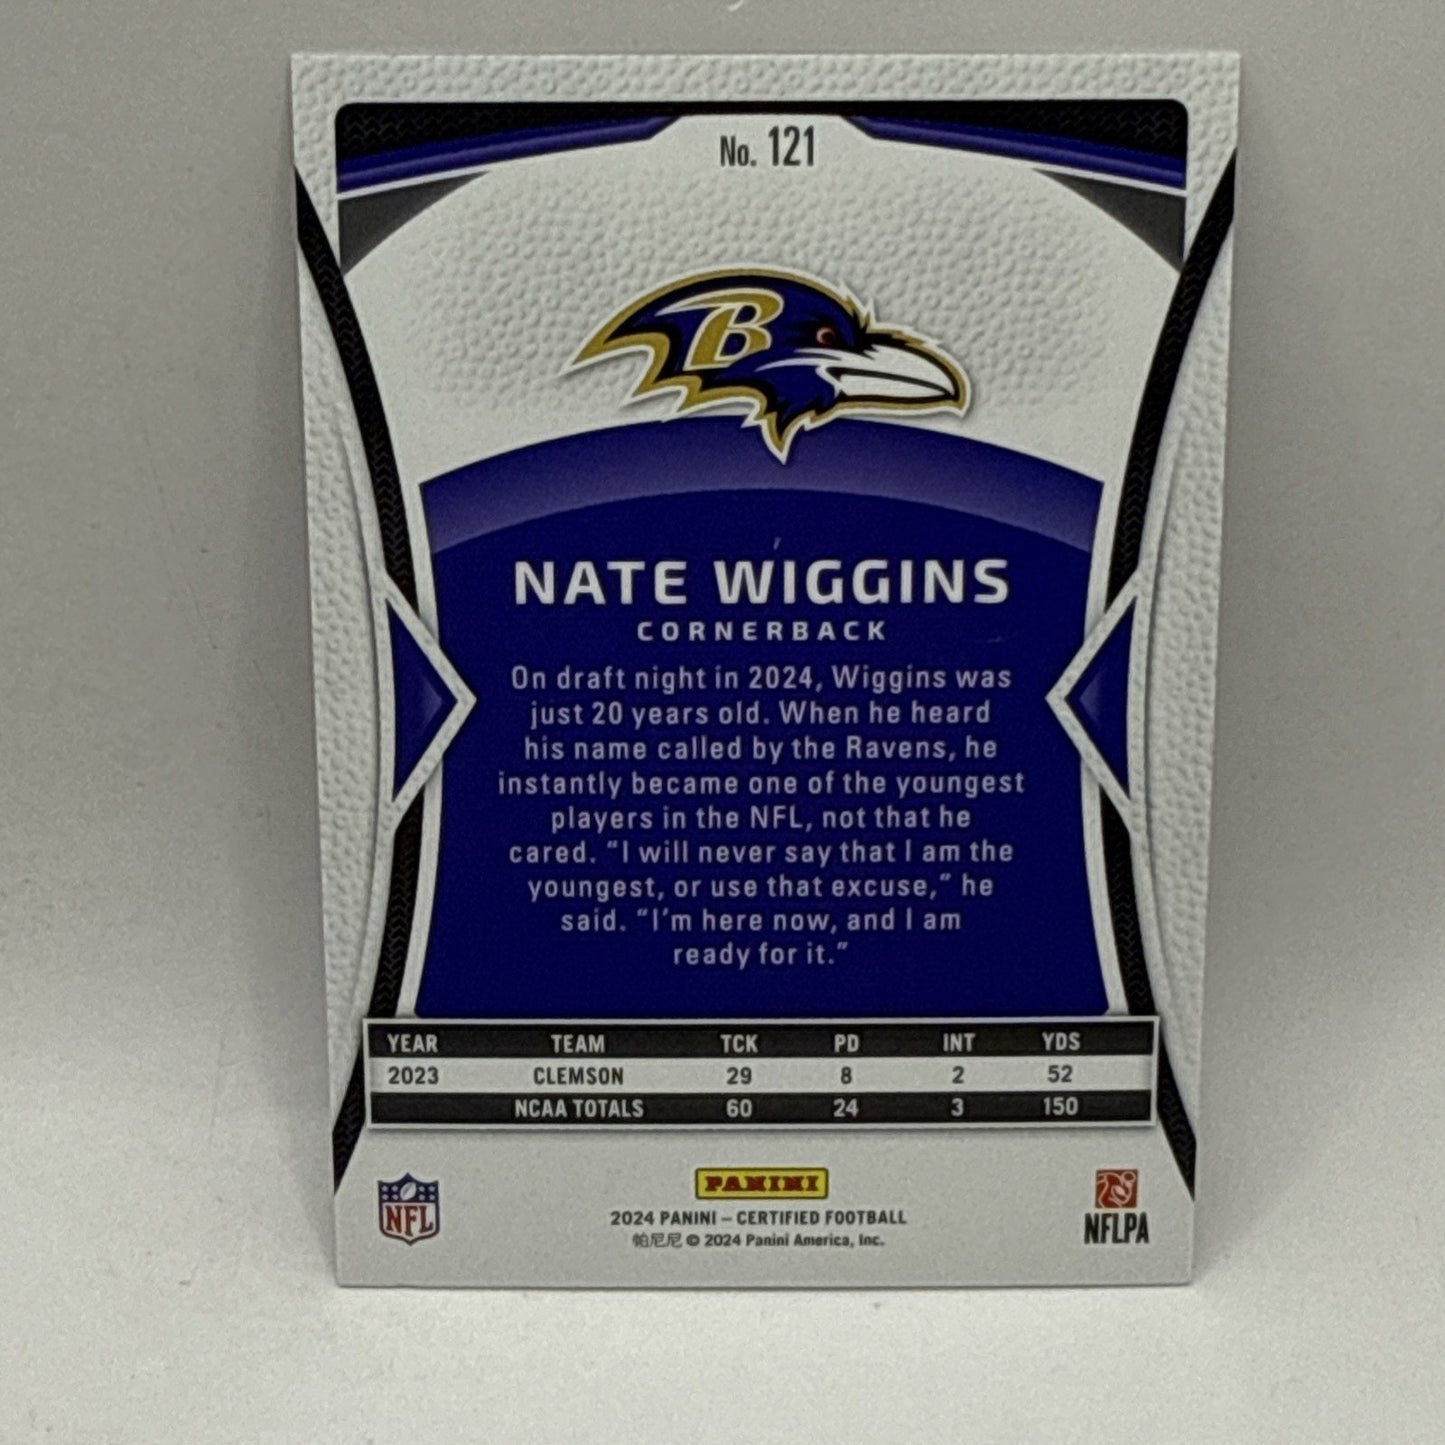 No. 121
B
NATE WIGGINS
CORNERBACK
On draft night in 2024, Wiggins was
just 20 years old. When he heard
his name called by the Ravens, he
instantly became one of the youngest
players in the NFL, not that he
cared. “I will never say that I am the
youngest, or use that excuse,” he
said. “I’m here now, and I am
ready for it.”
YEAR TEAM TCK PD INT YDS
2023 CLEMSON 29 8 2 52
NCAA TOTALS 60 24 3 150
NFL
PANINI
2024 PANINI – CERTIFIED FOOTBALL
帕尼尼 © 2024 Panini America, Inc.
NFLPA